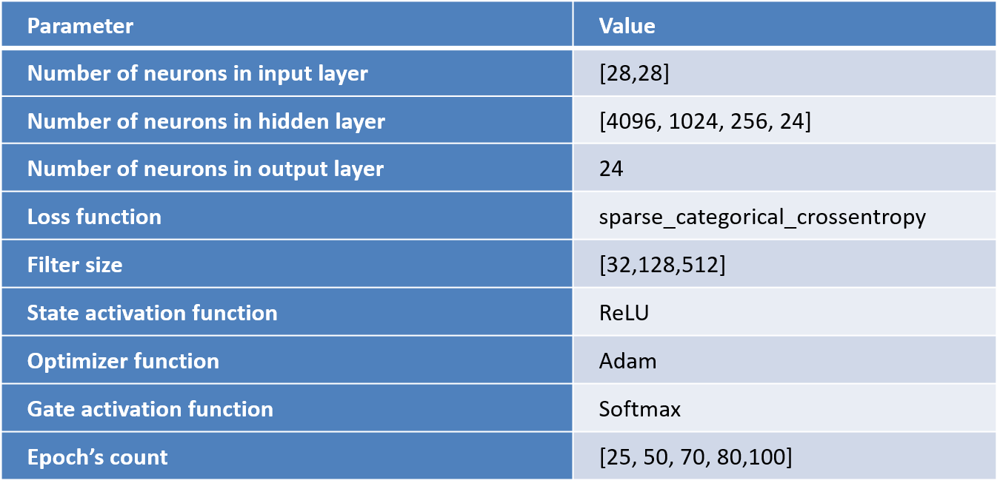 Parameter Value
Number of neurons in input layer [28,28]
Number of neurons in hidden layer [4096, 1024, 256, 24]
Number of neurons in output layer 24
Loss function sparse_categorical_crossentropy
Filter size [32,128,512]
State activation function ReLU
Optimizer function Adam
Gate activation function Softmax
Epoch’s count [25, 50, 70, 80,100]